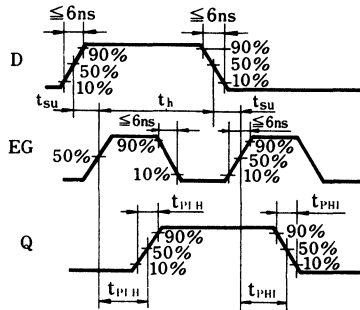 ≦6ns ≦6ns
D 90% 50% 10% 90% 50% 10%
tsu th tsu
≦6ns ≦6ns
EG 50% 90% 10% 90% 50% 10%
tPLH tPHL
Q 90% 50% 10% 90% 50% 10%
tPLH tPHL